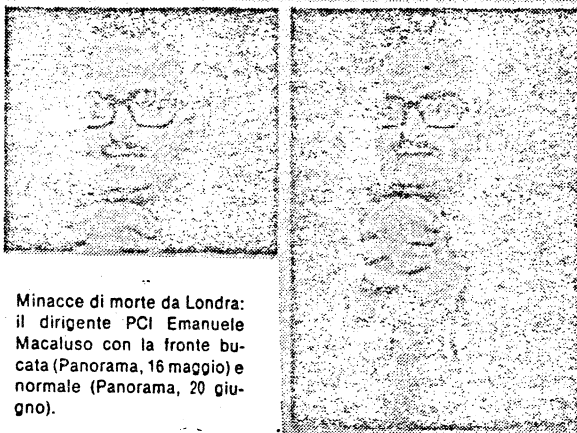 Minacce di morte da Londra:
il dirigente PCI Emanuele
Macaluso con la fronte bu-
cata (Panorama, 16 maggio) e
normale (Panorama, 20 giu-
gno).